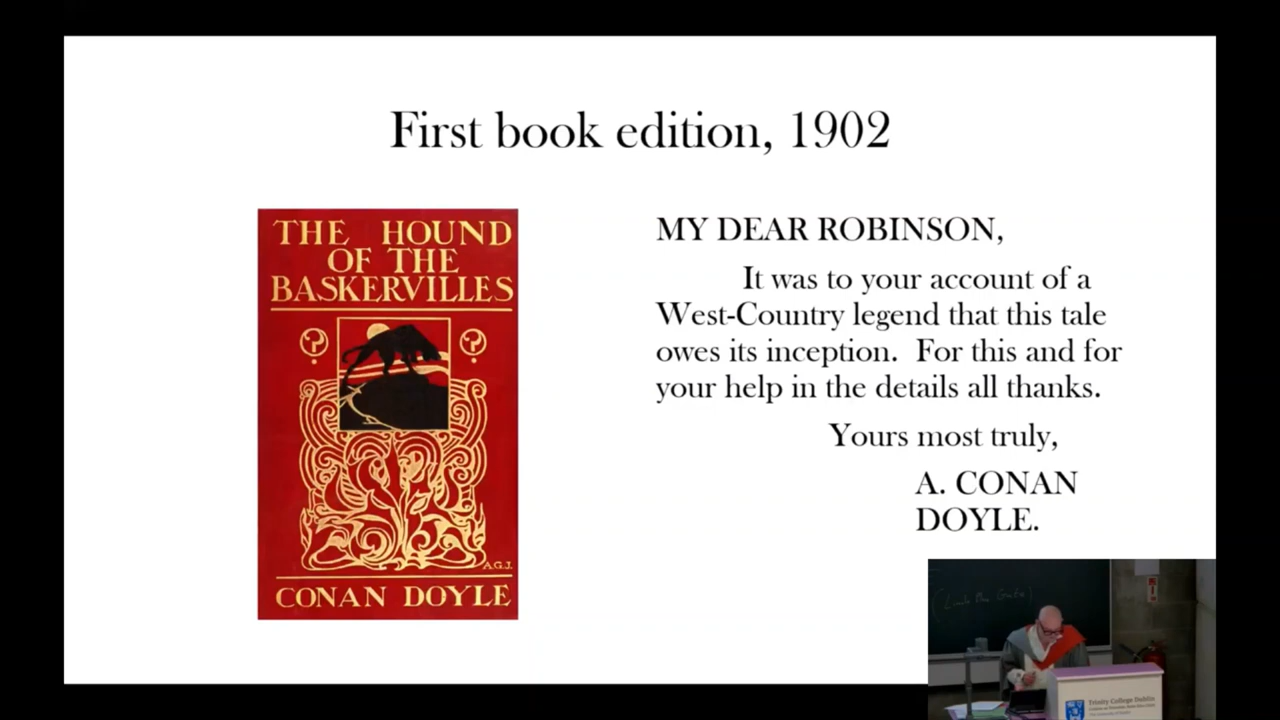 First book edition, 1902
THE HOUND
OF THE
BASKERVILLES
? ?
A.G.J.
CONAN DOYLE
MY DEAR ROBINSON,
It was to your account of a
West-Country legend that this tale
owes its inception. For this and for
your help in the details all thanks.
Yours most truly,
A. CONAN
DOYLE.
Trinity College Dublin